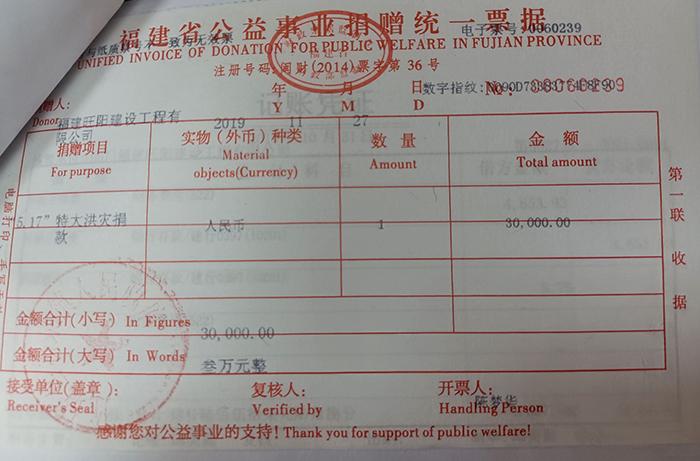 福建省公益事业捐赠统一票据
电子票号:0060239
UNIFIED INVOICE OF DONATION FOR PUBLIC WELFARE IN FUJIAN PROVINCE
注册号码:闽财(2014)票字第36号
年 月 日 数字指纹: №:
Y M D
捐赠人:
Donor 福建旺阳建设工程有限公司 2019 11 27
捐赠项目 实物(外币)种类 数量 金额
For purpose Material objects(Currency) Amount Total amount
5.17”特大洪灾捐款 人民币 1 30,000.00
金额合计(小写) In Figures 30,000.00
金额合计(大写) In Words 叁万元整
接受单位(盖章): 复核人: 开票人: 陈梦华
Receiver's Seal Verified by Handling Person
感谢您对公益事业的支持! Thank you for support of public welfare!
第一联 收据